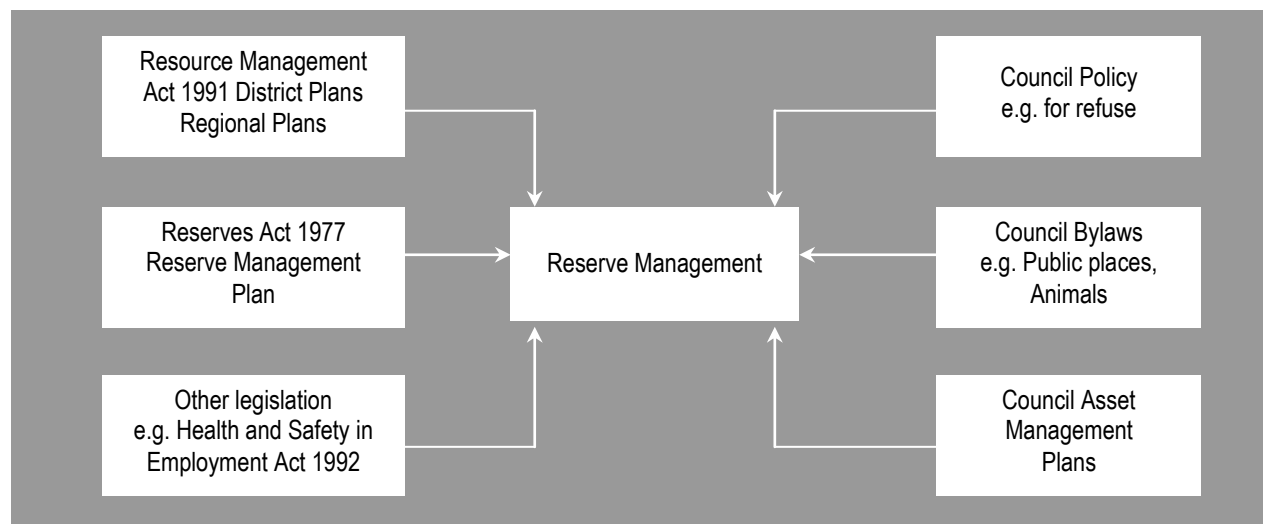 Resource Management
Act 1991 District Plans
Regional Plans
Council Policy
e.g. for refuse
Reserves Act 1977
Reserve Management
Plan
Reserve Management
Council Bylaws
e.g. Public places,
Animals
Other legislation
e.g. Health and Safety in
Employment Act 1992
Council Asset
Management
Plans